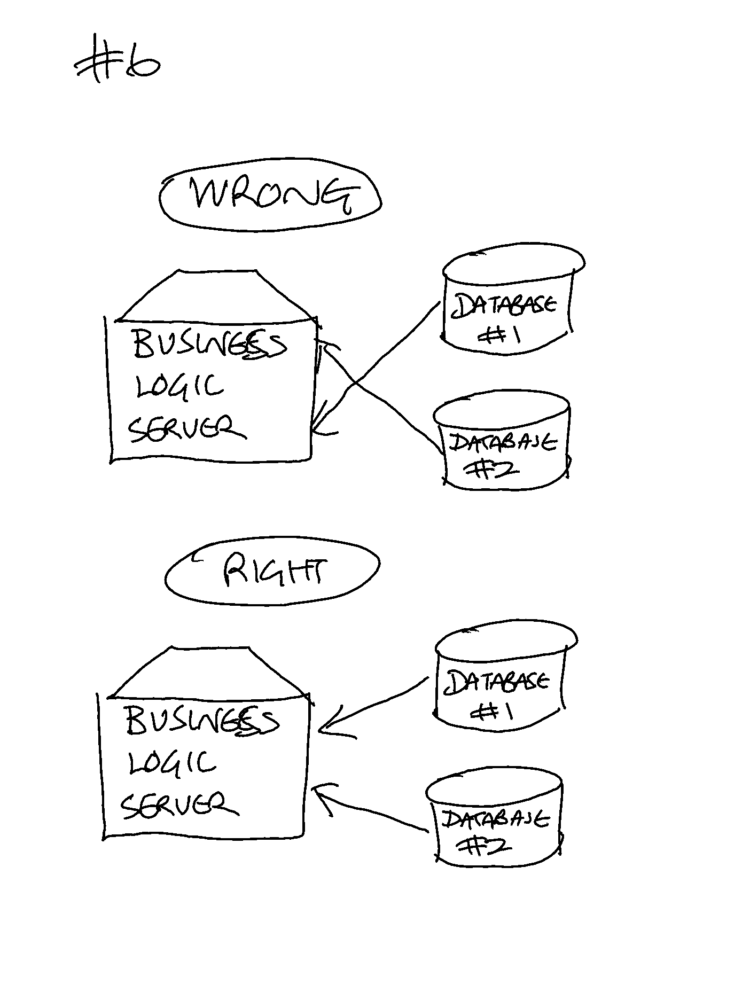 #6
WRONG
BUSINESS
LOGIC
SERVER
DATABASE
#1
DATABASE
#2
RIGHT
BUSINESS
LOGIC
SERVER
DATABASE
#1
DATABASE
#2